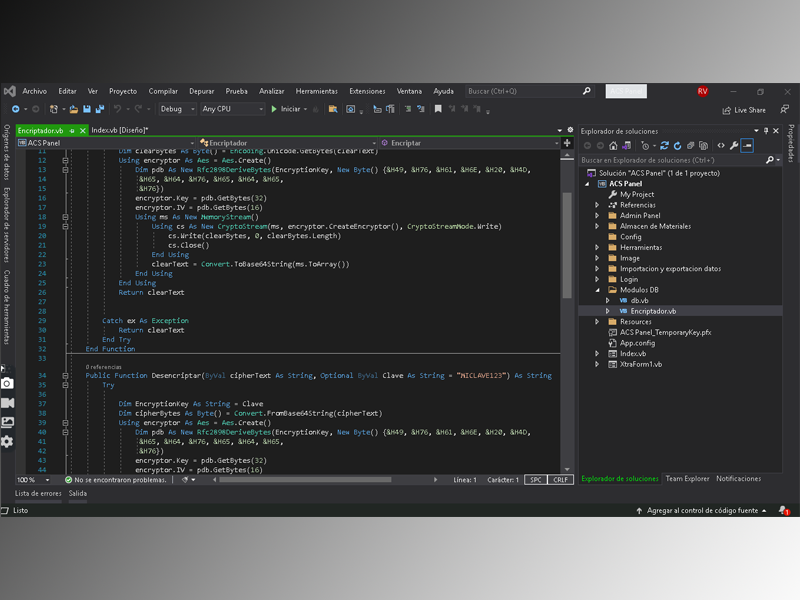 Archivo Editar Ver Proyecto Compilar Depurar Prueba Analizar Herramientas Extensiones Ventana Ayuda Buscar (Ctrl+Q) RV
Debug Any CPU Iniciar Live Share
Encriptador.vb Index.vb [Diseño]*
ACS Panel Encriptador Encriptar
11 Dim clearBytes As Byte() = Encoding.Unicode.GetBytes(clearText)
12 Using encryptor As Aes = Aes.Create()
13 Dim pdb As New Rfc2898DeriveBytes(EncryptionKey, New Byte() {&H49, &H76, &H61, &H6E, &H20, &H4D,
14 &H65, &H64, &H76, &H65, &H64, &H65,
15 &H76})
16 encryptor.Key = pdb.GetBytes(32)
17 encryptor.IV = pdb.GetBytes(16)
18 Using ms As New MemoryStream()
19 Using cs As New CryptoStream(ms, encryptor.CreateEncryptor(), CryptoStreamMode.Write)
20 cs.Write(clearBytes, 0, clearBytes.Length)
21 cs.Close()
22 End Using
23 clearText = Convert.ToBase64String(ms.ToArray())
24 End Using
25 End Using
26 Return clearText
27
28
29 Catch ex As Exception
30 Return clearText
31 End Try
32 End Function
33
0 referencias
34 Public Function Desencriptar(ByVal cipherText As String, Optional ByVal Clave As String = "MICLAVE123") As String
35 Try
36
37 Dim EncryptionKey As String = Clave
38 Dim cipherBytes As Byte() = Convert.FromBase64String(cipherText)
39 Using encryptor As Aes = Aes.Create()
40 Dim pdb As New Rfc2898DeriveBytes(EncryptionKey, New Byte() {&H49, &H76, &H61, &H6E, &H20, &H4D,
41 &H65, &H64, &H76, &H65, &H64, &H65,
42 &H76})
43 encryptor.Key = pdb.GetBytes(32)
44 encryptor.IV = pdb.GetBytes(16)
100 % No se encontraron problemas. Línea: 1 Carácter: 1 SPC CRLF
Lista de errores Salida
Orígenes de datos
Explorador de servidores
Cuadro de herramientas
Explorador de soluciones
Buscar en Explorador de soluciones (Ctrl+')
Solución "ACS Panel" (1 de 1 proyecto)
ACS Panel
My Project
Referencias
Admin Panel
Almacen de Materiales
Config
Herramientas
Image
Importacion y exportacion datos
Login
Modulos DB
db.vb
Encriptador.vb
Resources
ACS Panel_TemporaryKey.pfx
App.config
Index.vb
XtraForm1.vb
Explorador de soluciones Team Explorer Notificaciones
Propiedades
Listo Agregar al control de código fuente 1